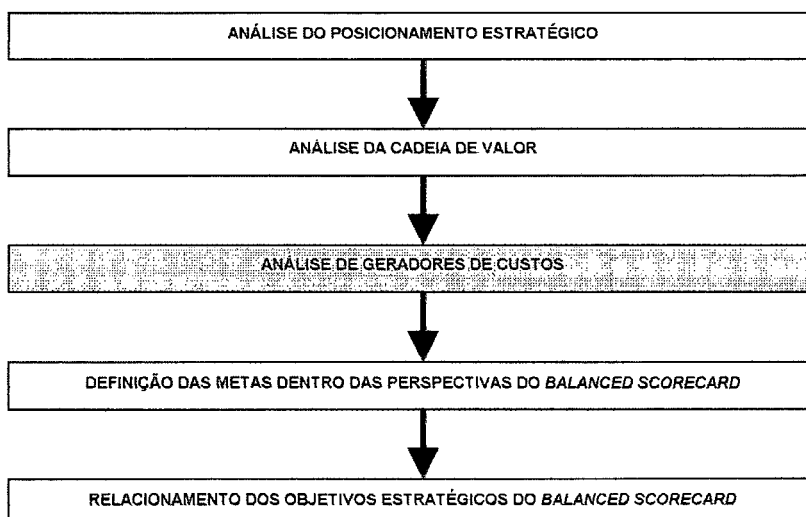 ANÁLISE DO POSICIONAMENTO ESTRATÉGICO
ANÁLISE DA CADEIA DE VALOR
ANÁLISE DE GERADORES DE CUSTOS
DEFINIÇÃO DAS METAS DENTRO DAS PERSPECTIVAS DO BALANCED SCORECARD
RELACIONAMENTO DOS OBJETIVOS ESTRATÉGICOS DO BALANCED SCORECARD